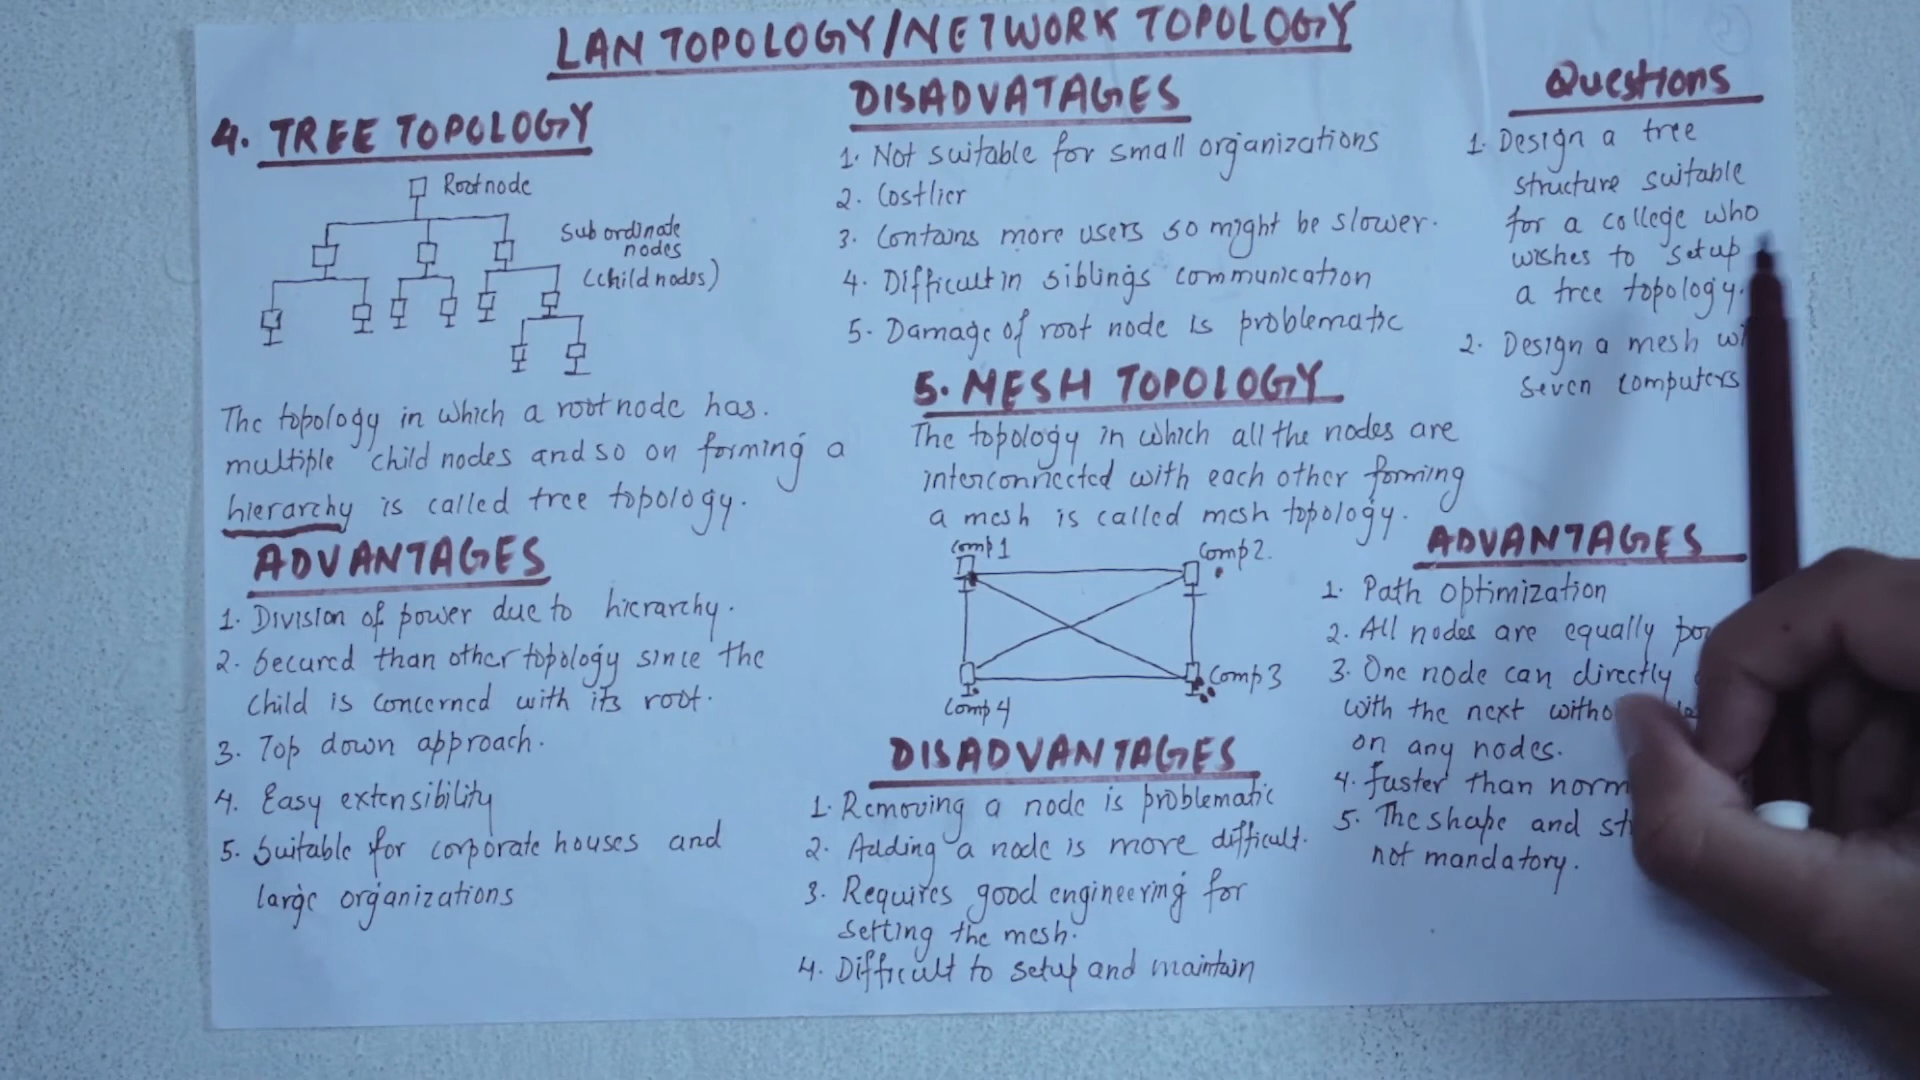 LAN TOPOLOGY/NETWORK TOPOLOGY
4. TREE TOPOLOGY
Rootnode
Subordinate
nodes
(child nodes)
The topology in which a rootnode has.
multiple child nodes and so on forming a
hierarchy is called tree topology.
ADVANTAGES
1. Division of power due to hierarchy.
2. Secured than other topology since the
child is concerned with its root.
3. Top down approach.
4. Easy extensibility
5. Suitable for corporate houses and
large organizations
DISADVATAGES
1. Not suitable for small organizations
2. Costlier
3. Contains more users so might be slower.
4. Difficult in siblings communication
5. Damage of root node is problematic
5. MESH TOPOLOGY
The topology in which all the nodes are
interconnected with each other forming
a mesh is called mesh topology.
Comp 1
Comp 2.
Comp 3
Comp 4
DISADVANTAGES
1. Removing a node is problematic
2. Adding a node is more difficult.
3. Requires good engineering for
setting the mesh.
4. Difficult to setup and maintain
Questions
1. Design a tree
structure suitable
for a college who
wishes to setup
a tree topology.
2. Design a mesh
seven computers
ADVANTAGES
1. Path optimization
2. All nodes are equally
3. One node can directly
with the next
on any nodes.
4. faster than
5. The shape and
not mandatory.